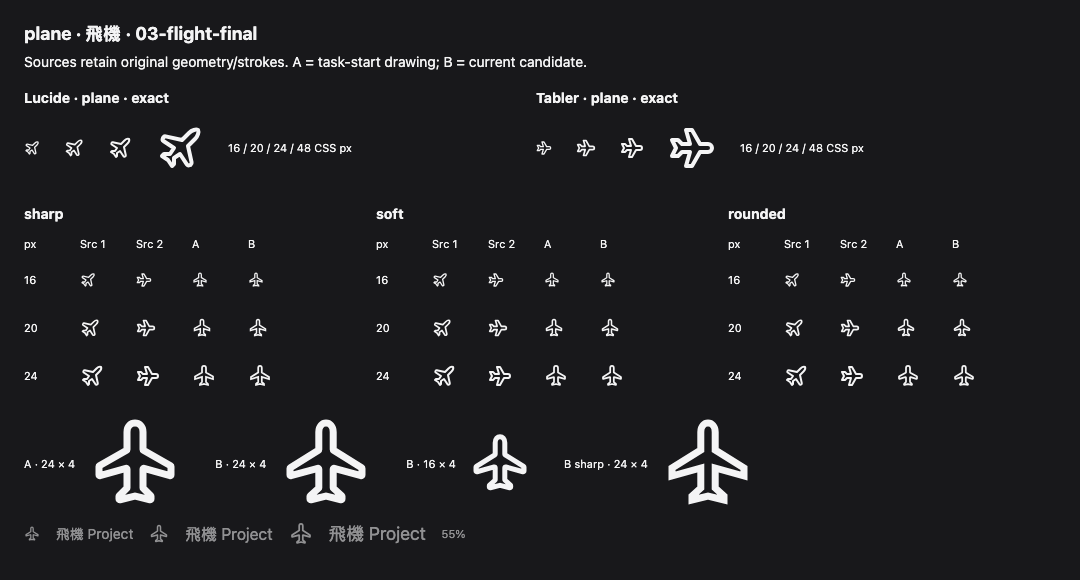 plane · 飛機 · 03-flight-final
Sources retain original geometry/strokes. A = task-start drawing; B = current candidate.
Lucide · plane · exact
Tabler · plane · exact
16 / 20 / 24 / 48 CSS px
16 / 20 / 24 / 48 CSS px
sharp
soft
rounded
px Src 1 Src 2 A B
px Src 1 Src 2 A B
px Src 1 Src 2 A B
16
16
16
20
20
20
24
24
24
A · 24 × 4
B · 24 × 4
B · 16 × 4
B sharp · 24 × 4
飛機 Project
飛機 Project
飛機 Project
55%